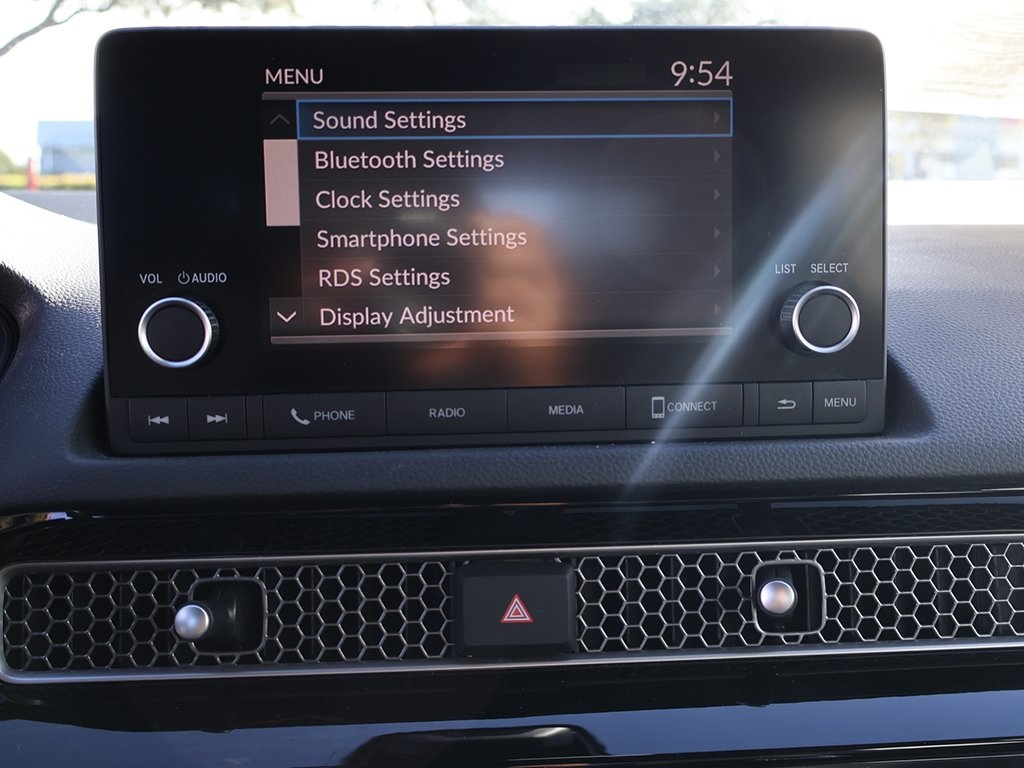 MENU 9:54
Sound Settings
Bluetooth Settings
Clock Settings
Smartphone Settings
RDS Settings
Display Adjustment
VOL AUDIO
LIST SELECT
PHONE RADIO MEDIA CONNECT MENU